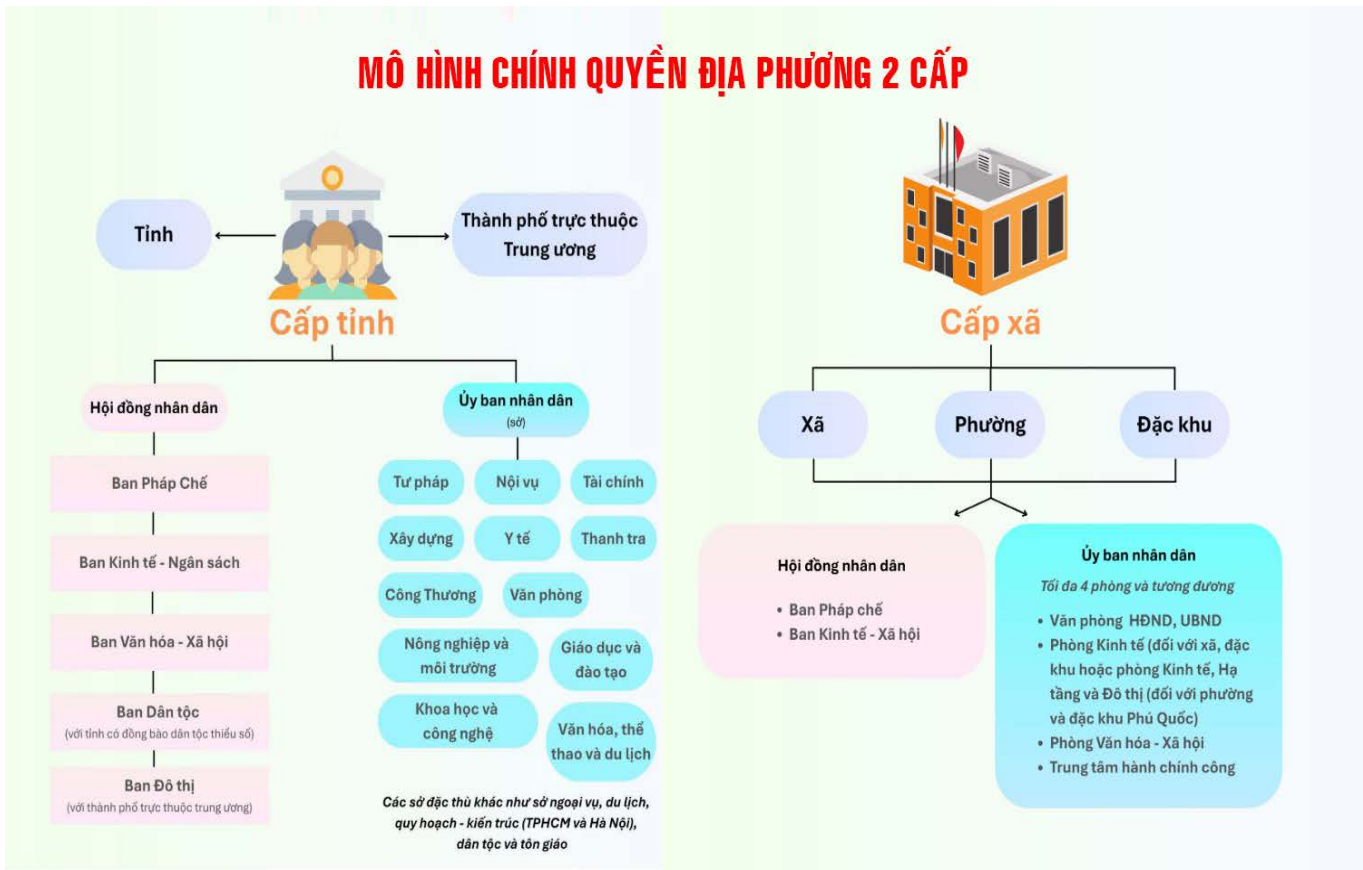 MÔ HÌNH CHÍNH QUYỀN ĐỊA PHƯƠNG 2 CẤP
Tỉnh
Thành phố trực thuộc
Trung ương
Cấp tỉnh
Hội đồng nhân dân
Ban Pháp Chế
Ban Kinh tế - Ngân sách
Ban Văn hóa - Xã hội
Ban Dân tộc
(với tỉnh có đồng bào dân tộc thiểu số)
Ban Đô thị
(với thành phố trực thuộc trung ương)
Ủy ban nhân dân
(sở)
Tư pháp
Nội vụ
Tài chính
Xây dựng
Y tế
Thanh tra
Công Thương
Văn phòng
Nông nghiệp và
môi trường
Giáo dục và
đào tạo
Khoa học và
công nghệ
Văn hóa, thể
thao và du lịch
Các sở đặc thù khác như sở ngoại vụ, du lịch,
quy hoạch - kiến trúc (TPHCM và Hà Nội),
dân tộc và tôn giáo
Cấp xã
Xã
Phường
Đặc khu
Hội đồng nhân dân
• Ban Pháp chế
• Ban Kinh tế - Xã hội
Ủy ban nhân dân
Tối đa 4 phòng và tương đương
• Văn phòng HĐND, UBND
• Phòng Kinh tế (đối với xã, đặc
khu hoặc phòng Kinh tế, Hạ
tầng và Đô thị (đối với phường
và đặc khu Phú Quốc)
• Phòng Văn hóa - Xã hội
• Trung tâm hành chính công